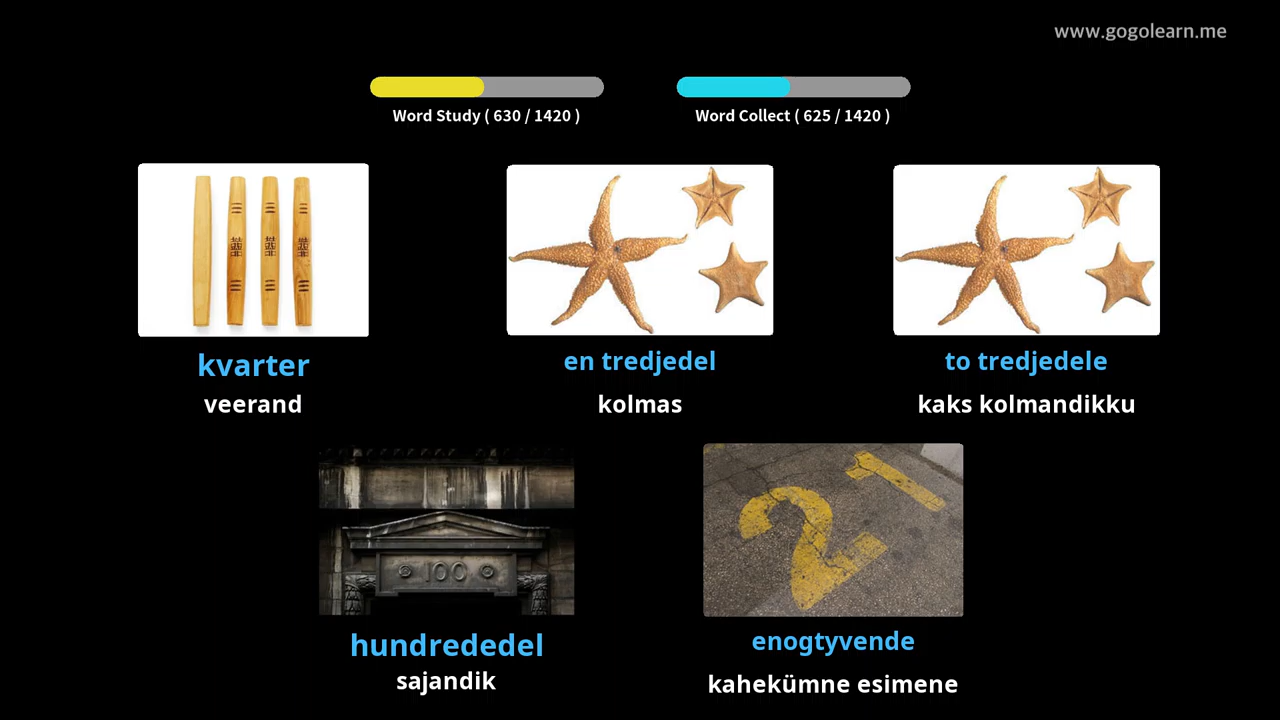 www.gogolearn.me
Word Study ( 630 / 1420 )
Word Collect ( 625 / 1420 )
kvarter
veerand
en tredjedel
kolmas
to tredjedele
kaks kolmandikku
100
21
hundrededel
sajandik
enogtyvende
kahekümne esimene